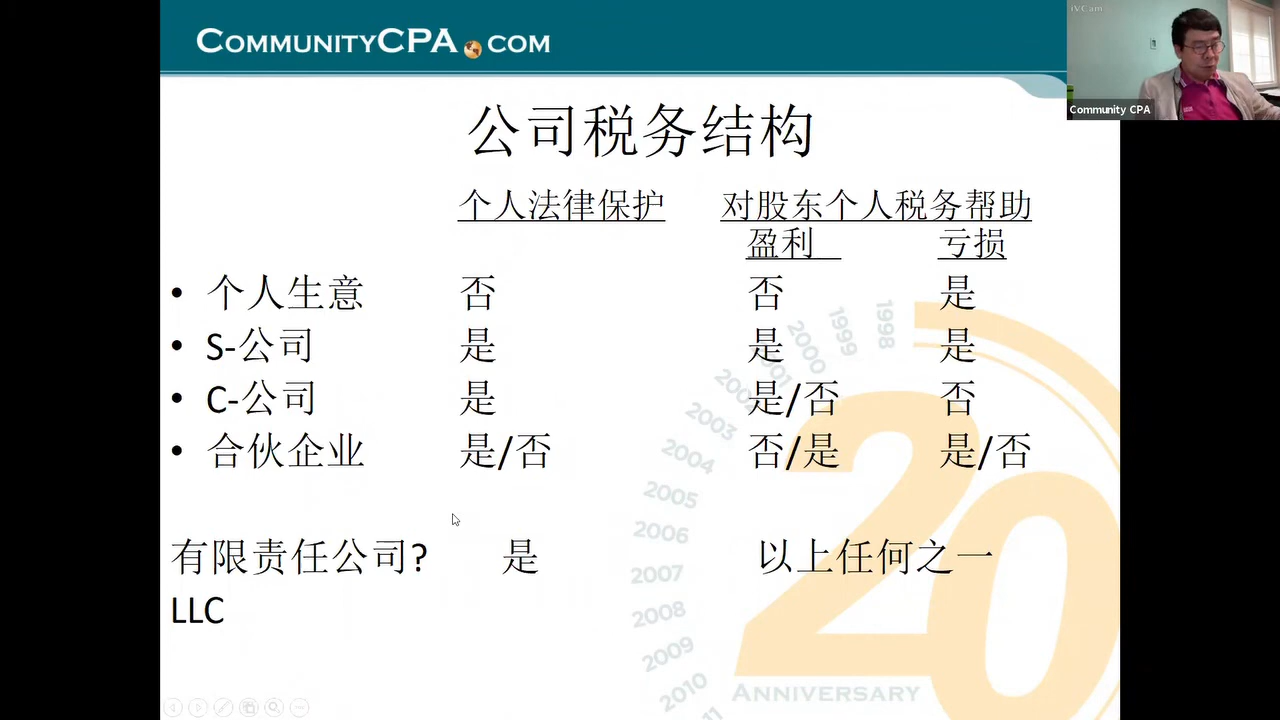 COMMUNITYCPA.COM
iVCam
Community CPA
公司税务结构
个人法律保护 对股东个人税务帮助
盈利 亏损
• 个人生意 否 否 是
• S-公司 是 是 是
• C-公司 是 是/否 否
• 合伙企业 是/否 否/是 是/否
有限责任公司? 是 以上任何之一
LLC
1998
1999
2000
2001
2002
2003
2004
2005
2006
2007
2008
2009
2010
20
ANNIVERSARY